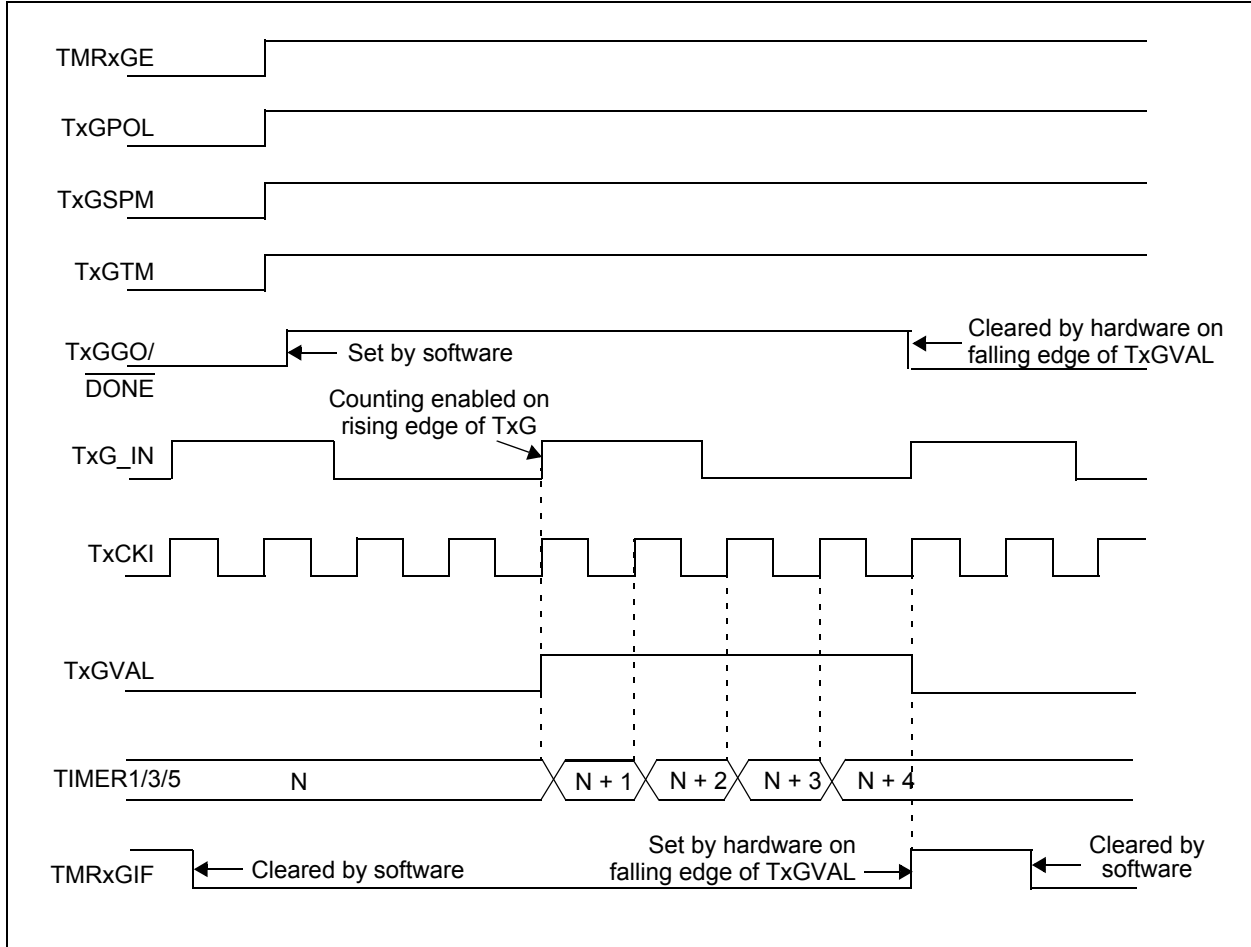 TMRxGE
TxGPOL
TxGSPM
TxGTM
TxGGO/
DONE
Set by software
Cleared by hardware on
falling edge of TxGVAL
Counting enabled on
rising edge of TxG
TxG_IN
TxCKI
TxGVAL
TIMER1/3/5
N
N + 1
N + 2
N + 3
N + 4
TMRxGIF
Cleared by software
Set by hardware on
falling edge of TxGVAL
Cleared by
software